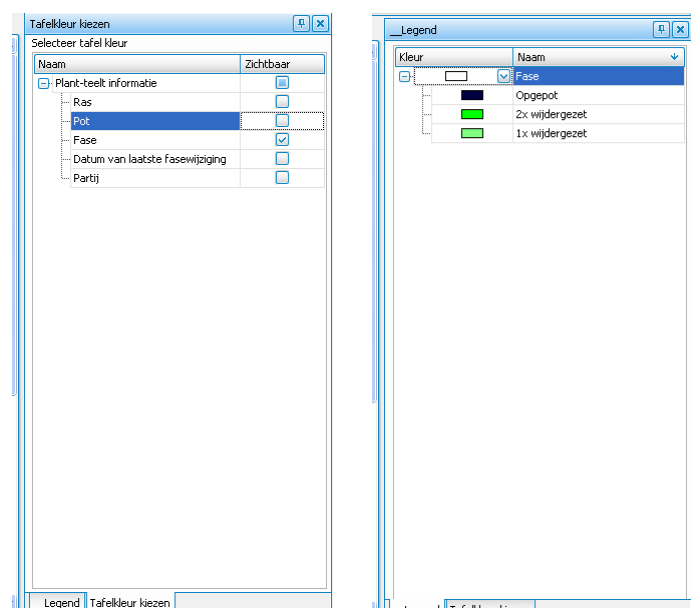 Tafelkleur kiezen
Selecteer tafel kleur
Naam Zichtbaar
Plant-teelt informatie
Ras
Pot
Fase
Datum van laatste fasewijziging
Partij
Legend Tafelkleur kiezen
__Legend
Kleur Naam
Fase
Opgepot
2x wijdergezet
1x wijdergezet